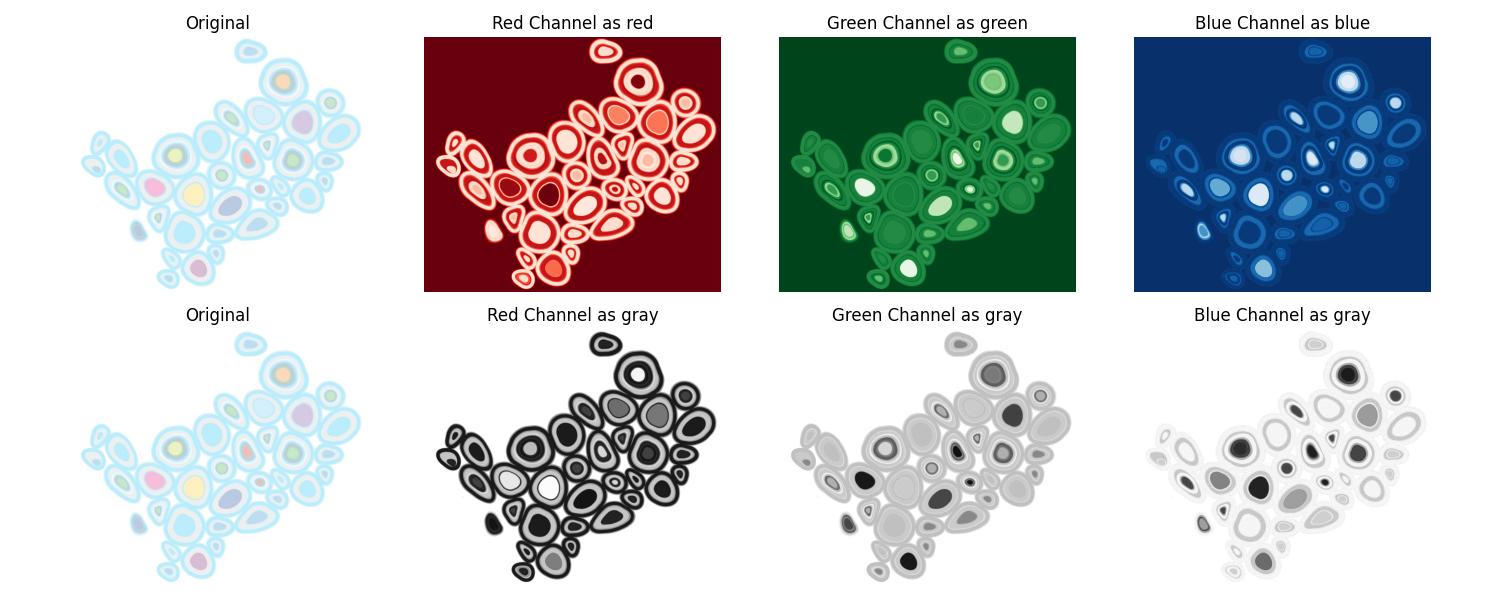 Original
Red Channel as red
Green Channel as green
Blue Channel as blue
Original
Red Channel as gray
Green Channel as gray
Blue Channel as gray